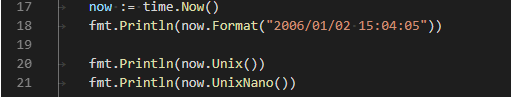 17 now := time.Now()
18 fmt.Println(now.Format("2006/01/02 15:04:05"))
19
20 fmt.Println(now.Unix())
21 fmt.Println(now.UnixNano())